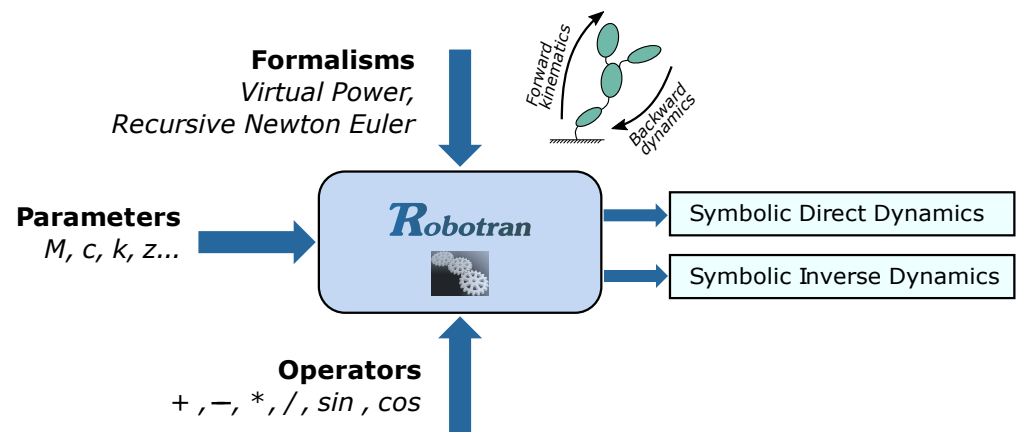 Formalisms
Virtual Power,
Recursive Newton Euler
Forward
kinematics
Backward
dynamics
Parameters
M, c, k, z...
Robotran
Symbolic Direct Dynamics
Symbolic Inverse Dynamics
Operators
+ ,−, *, / , sin , cos